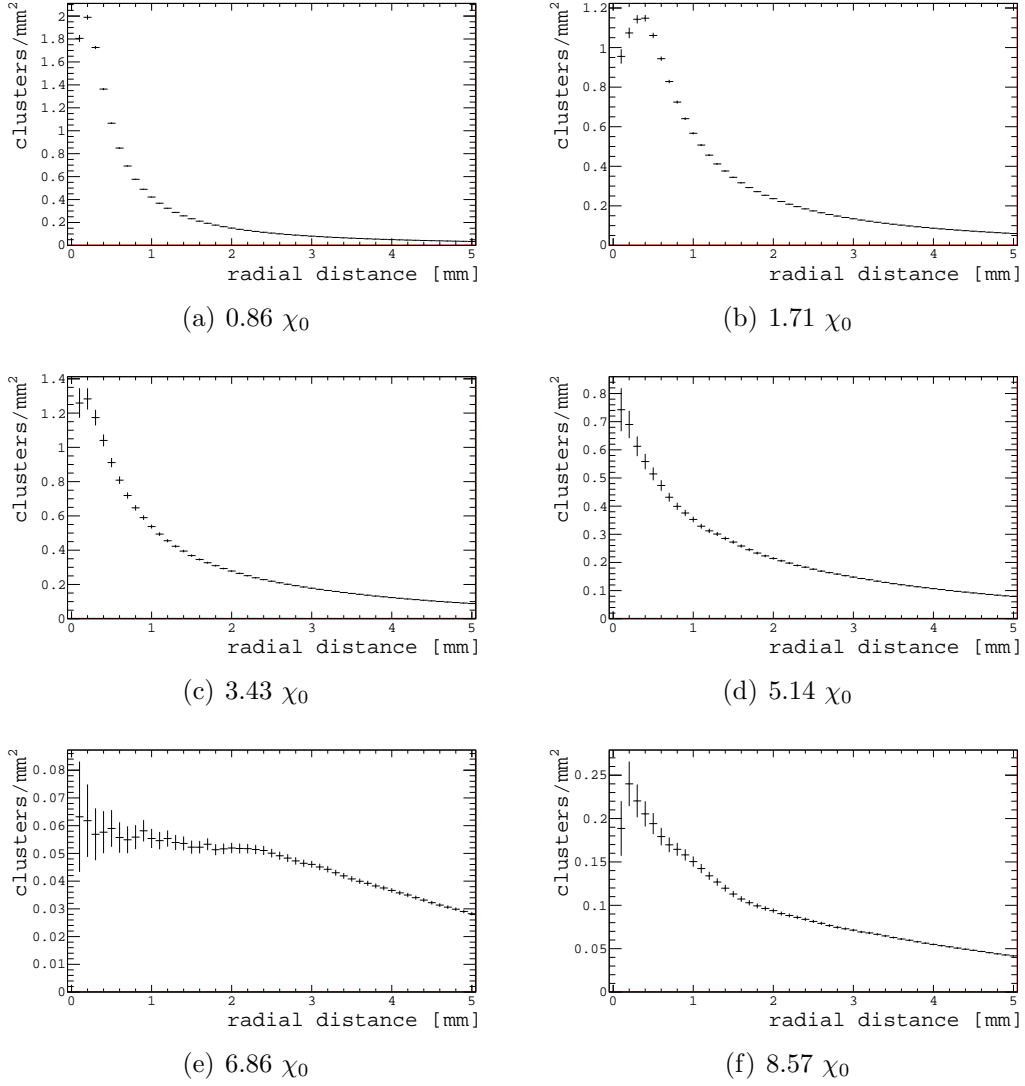 clusters/mm²
2
1.8
1.6
1.4
1.2
1
0.8
0.6
0.4
0.2
0
0 1 2 3 4 5
radial distance [mm]
(a) 0.86 χ₀
clusters/mm²
1.2
1
0.8
0.6
0.4
0.2
0
0 1 2 3 4 5
radial distance [mm]
(b) 1.71 χ₀
clusters/mm²
1.4
1.2
1
0.8
0.6
0.4
0.2
0
0 1 2 3 4 5
radial distance [mm]
(c) 3.43 χ₀
clusters/mm²
0.8
0.7
0.6
0.5
0.4
0.3
0.2
0.1
0
0 1 2 3 4 5
radial distance [mm]
(d) 5.14 χ₀
clusters/mm²
0.08
0.07
0.06
0.05
0.04
0.03
0.02
0.01
0
0 1 2 3 4 5
radial distance [mm]
(e) 6.86 χ₀
clusters/mm²
0.25
0.2
0.15
0.1
0.05
0
0 1 2 3 4 5
radial distance [mm]
(f) 8.57 χ₀